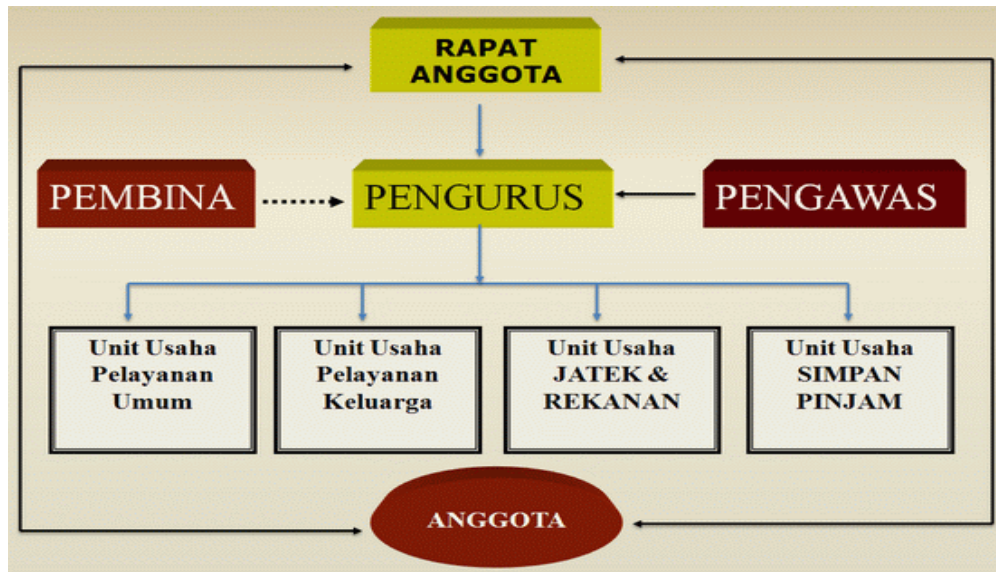 RAPAT
ANGGOTA
PEMBINA
PENGURUS
PENGAWAS
Unit Usaha
Pelayanan
Umum
Unit Usaha
Pelayanan
Keluarga
Unit Usaha
JATEK &
REKANAN
Unit Usaha
SIMPAN
PINJAM
ANGGOTA